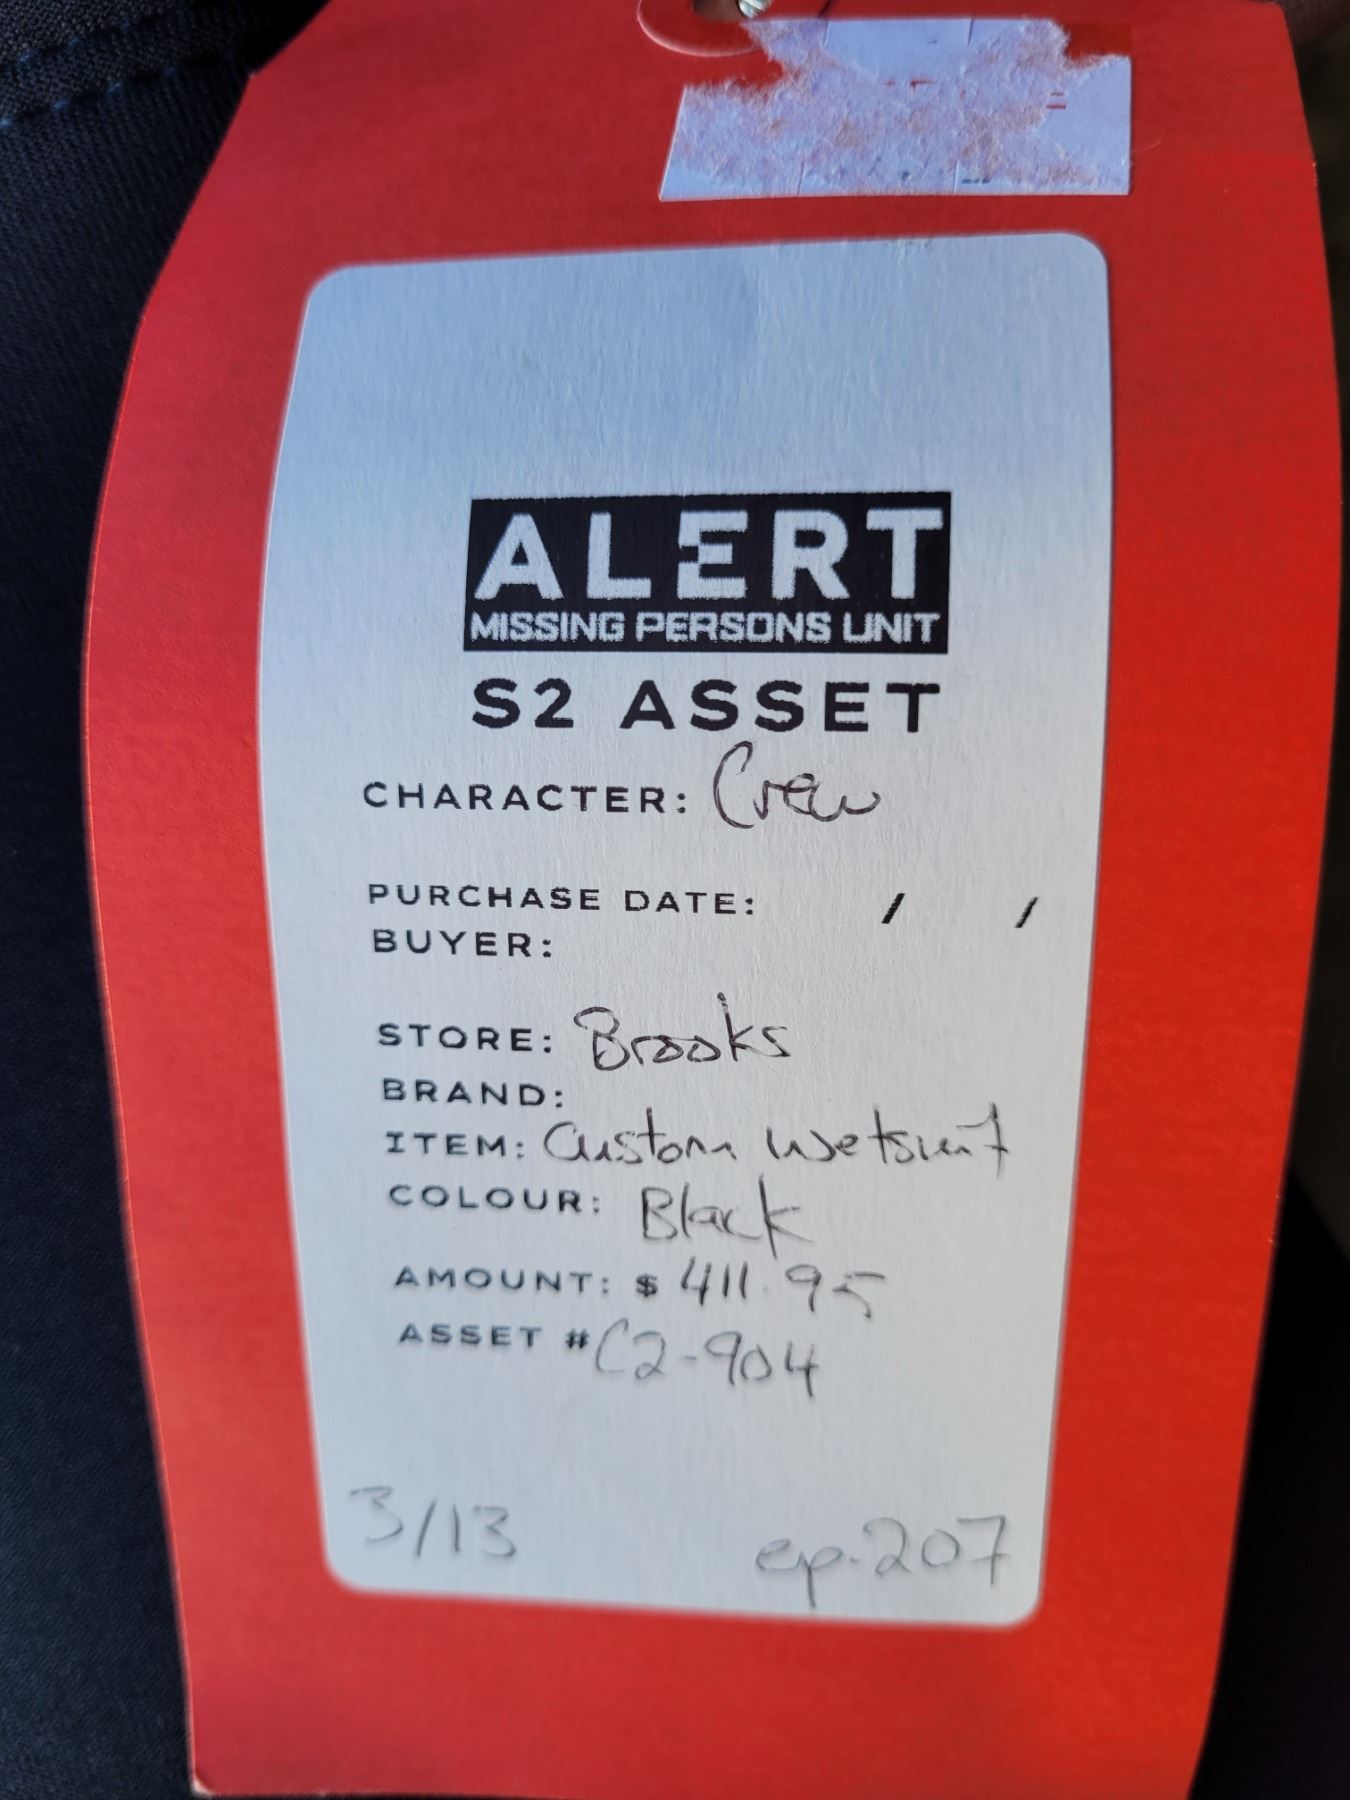 ALERT
MISSING PERSONS UNIT
S2 ASSET
CHARACTER: Crew
PURCHASE DATE: / /
BUYER:
STORE: Brooks
BRAND:
ITEM: Custom Wetsuit
COLOUR: Black
AMOUNT: $ 411.95
ASSET # C2-904
3/13 ep.207